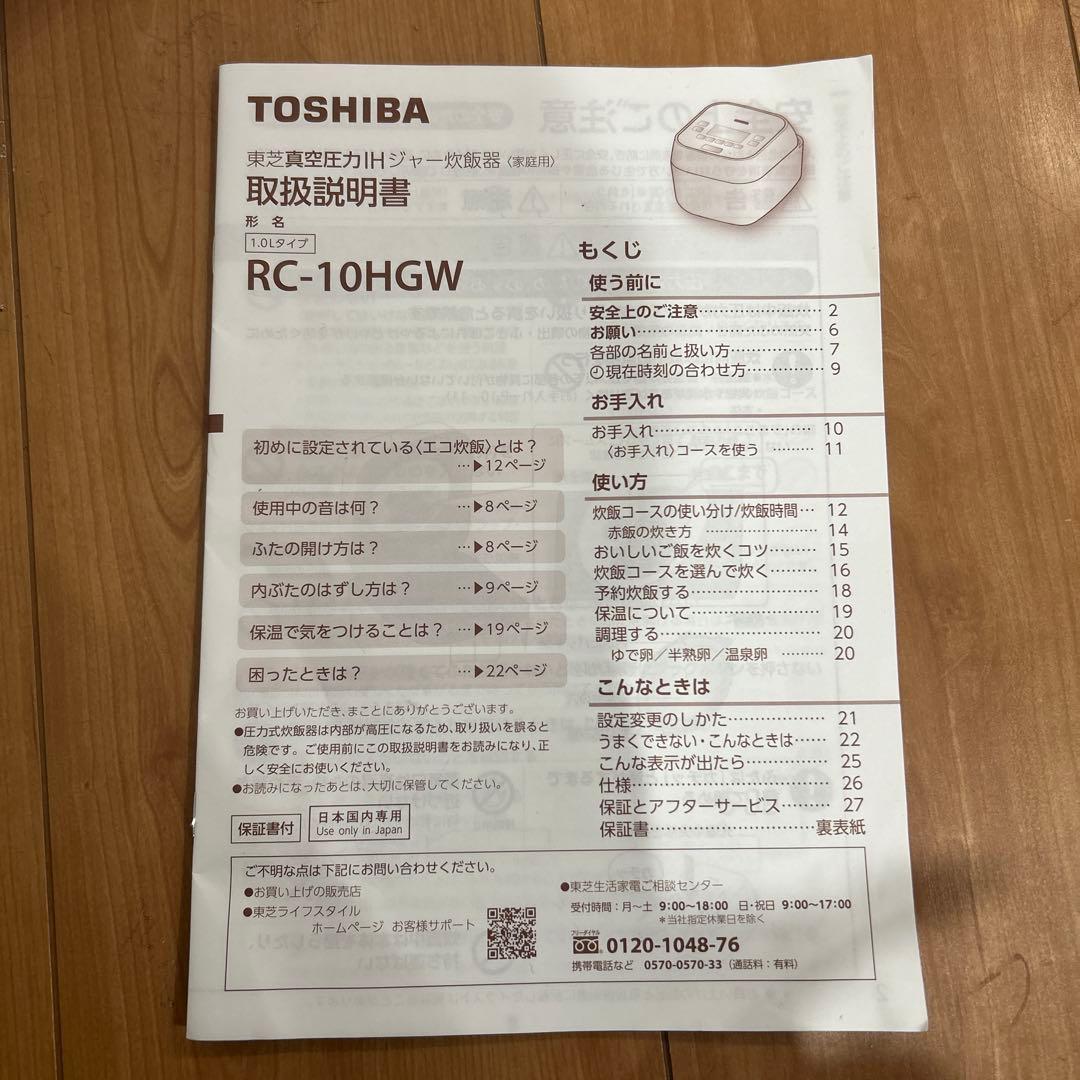 TOSHIBA
東芝真空圧力IHジャー炊飯器〈家庭用〉
取扱説明書
形 名
1.0Lタイプ
RC-10HGW
初めに設定されている〈エコ炊飯〉とは？
…▶12ページ
使用中の音は何？ …▶8ページ
ふたの開け方は？ …▶8ページ
内ぶたのはずし方は？ …▶9ページ
保温で気をつけることは？ …▶19ページ
困ったときは？ …▶22ページ
お買い上げいただき、まことにありがとうございます。
●圧力式炊飯器は内部が高圧になるため、取り扱いを誤ると
危険です。ご使用前にこの取扱説明書をお読みになり、正
しく安全にお使いください。
●お読みになったあとは、大切に保管してください。
保証書付
日本国内専用
Use only in Japan
もくじ
使う前に
安全上のご注意…………… 2
お願い…………………… 6
各部の名前と扱い方…………… 7
現在時刻の合わせ方…………… 9
お手入れ
お手入れ…………………… 10
〈お手入れ〉コースを使う ……… 11
使い方
炊飯コースの使い分け/炊飯時間… 12
赤飯の炊き方 …………… 14
おいしいご飯を炊くコツ……… 15
炊飯コースを選んで炊く……… 16
予約炊飯する…………… 18
保温について…………… 19
調理する………………… 20
ゆで卵／半熟卵／温泉卵 ……… 20
こんなときは
設定変更のしかた…………… 21
うまくできない・こんなときは…… 22
こんな表示が出たら………… 25
仕様……………………… 26
保証とアフターサービス……… 27
保証書…………………… 裏表紙
ご不明な点は下記にお問い合わせください。
●お買い上げの販売店
●東芝ライフスタイル
ホームページ お客様サポート
●東芝生活家電ご相談センター
受付時間：月〜土 9:00〜18:00 日・祝日 9:00〜17:00
＊当社指定休業日を除く
フリーダイヤル
0120-1048-76
携帯電話など 0570-0570-33（通話料：有料）